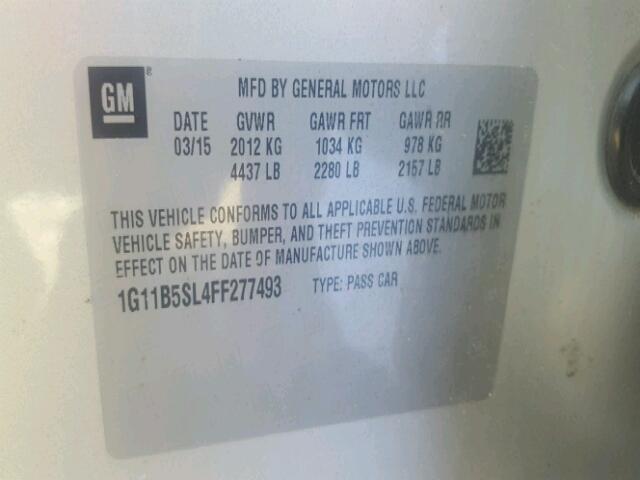 GM
MFD BY GENERAL MOTORS LLC
DATE GVWR GAWR FRT GAWR RR
03/15 2012 KG 1034 KG 978 KG
4437 LB 2280 LB 2157 LB
THIS VEHICLE CONFORMS TO ALL APPLICABLE U.S. FEDERAL MOTOR
VEHICLE SAFETY, BUMPER, AND THEFT PREVENTION STANDARDS IN
EFFECT ON THE DATE OF MANUFACTURE SHOWN ABOVE.
1G11B5SL4FF277493 TYPE: PASS CAR